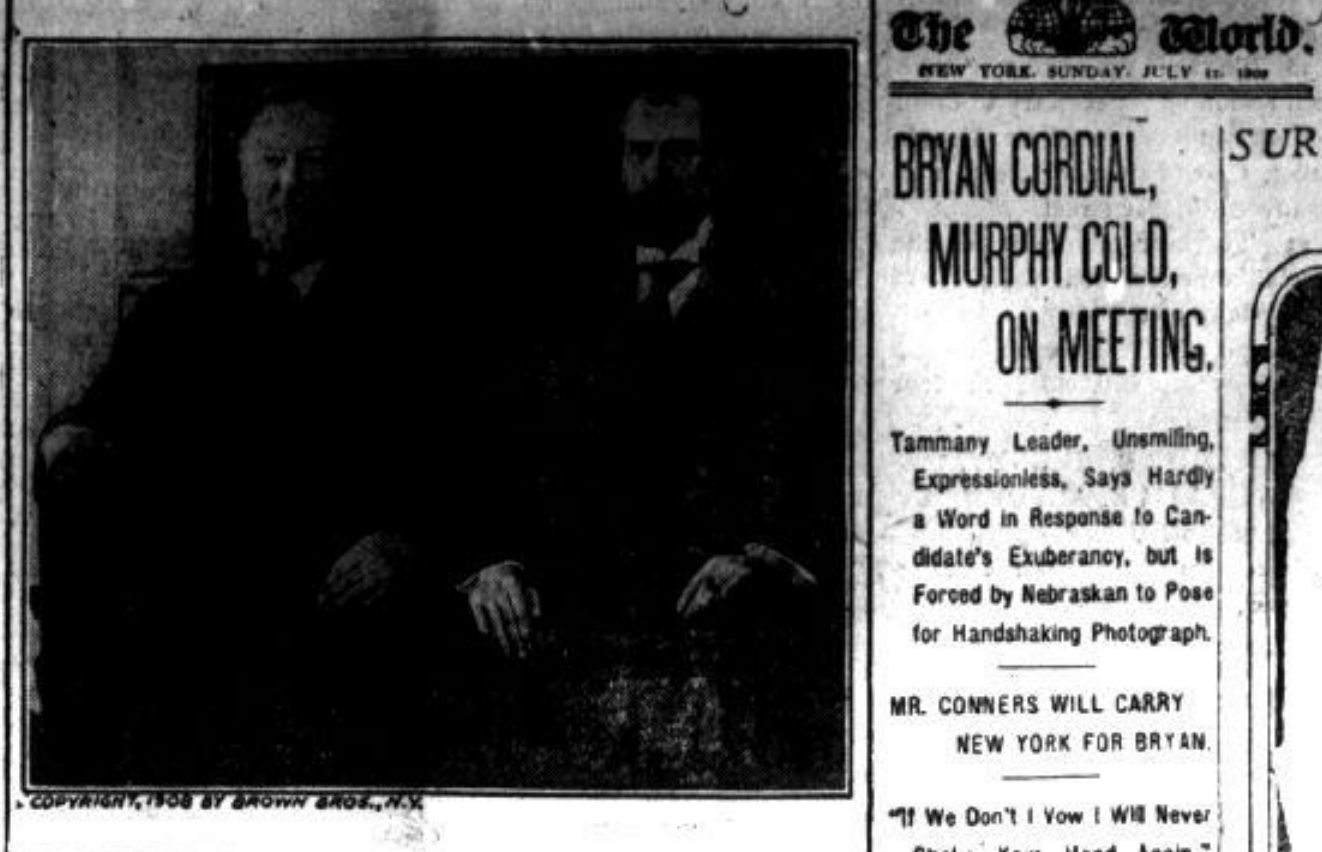 COPYRIGHT, 1908 BY BROWN BROS., N.Y.
The World.
NEW YORK, SUNDAY, JULY
BRYAN CORDIAL,
MURPHY COLD,
ON MEETING.
Tammany Leader, Unsmiling,
Expressionless, Says Hardly
a Word in Response to Can-
didate's Exuberancy, but is
Forced by Nebraskan to Pose
for Handshaking Photograph.
MR. CONNERS WILL CARRY
NEW YORK FOR BRYAN.
"If We Don't I Vow I Will Never
SUR